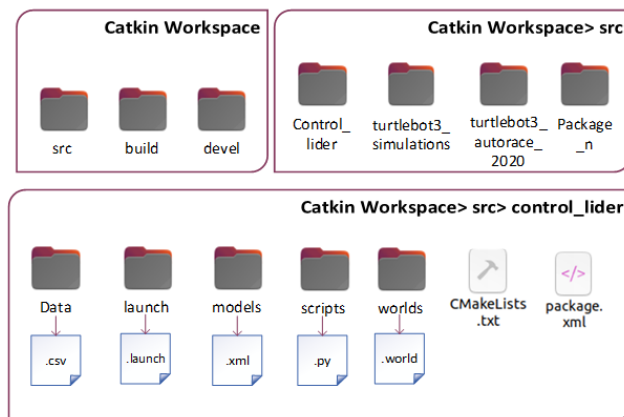 Catkin Workspace
src
build
devel
Catkin Workspace> src
Control_
lider
turtlebot3_
simulations
turtlebot3_
autorace_
2020
Package
_n
Catkin Workspace> src> control_lider
Data
launch
models
scripts
worlds
CMakeLists
.txt
package.
xml
.csv
.launch
.xml
.py
.world